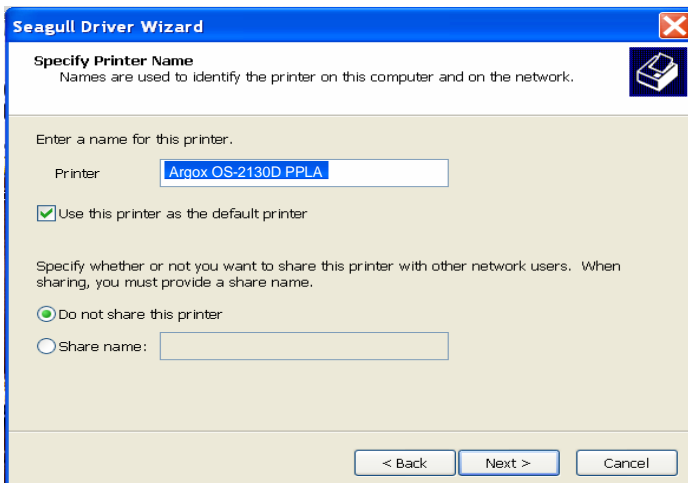 Seagull Driver Wizard
Specify Printer Name
Names are used to identify the printer on this computer and on the network.
Enter a name for this printer.
Printer Argox OS-2130D PPLA
Use this printer as the default printer
Specify whether or not you want to share this printer with other network users. When
sharing, you must provide a share name.
Do not share this printer
Share name:
< Back Next > Cancel